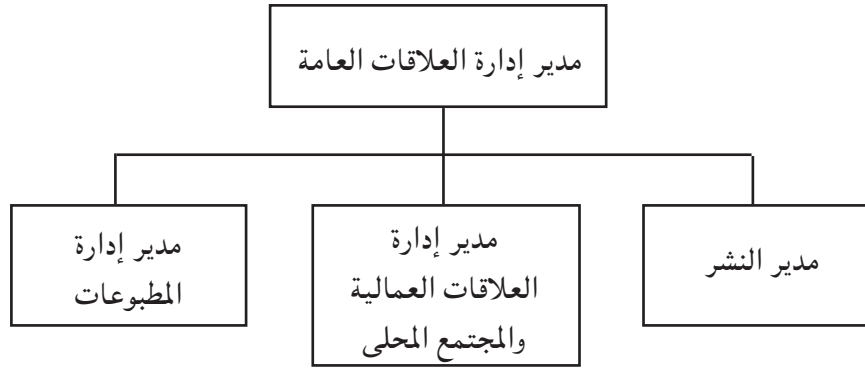 مدير إدارة العلاقات العامة
مدير النشر
مدير إدارة
العلاقات العمالية
والمجتمع المحلى
مدير إدارة
المطبوعات